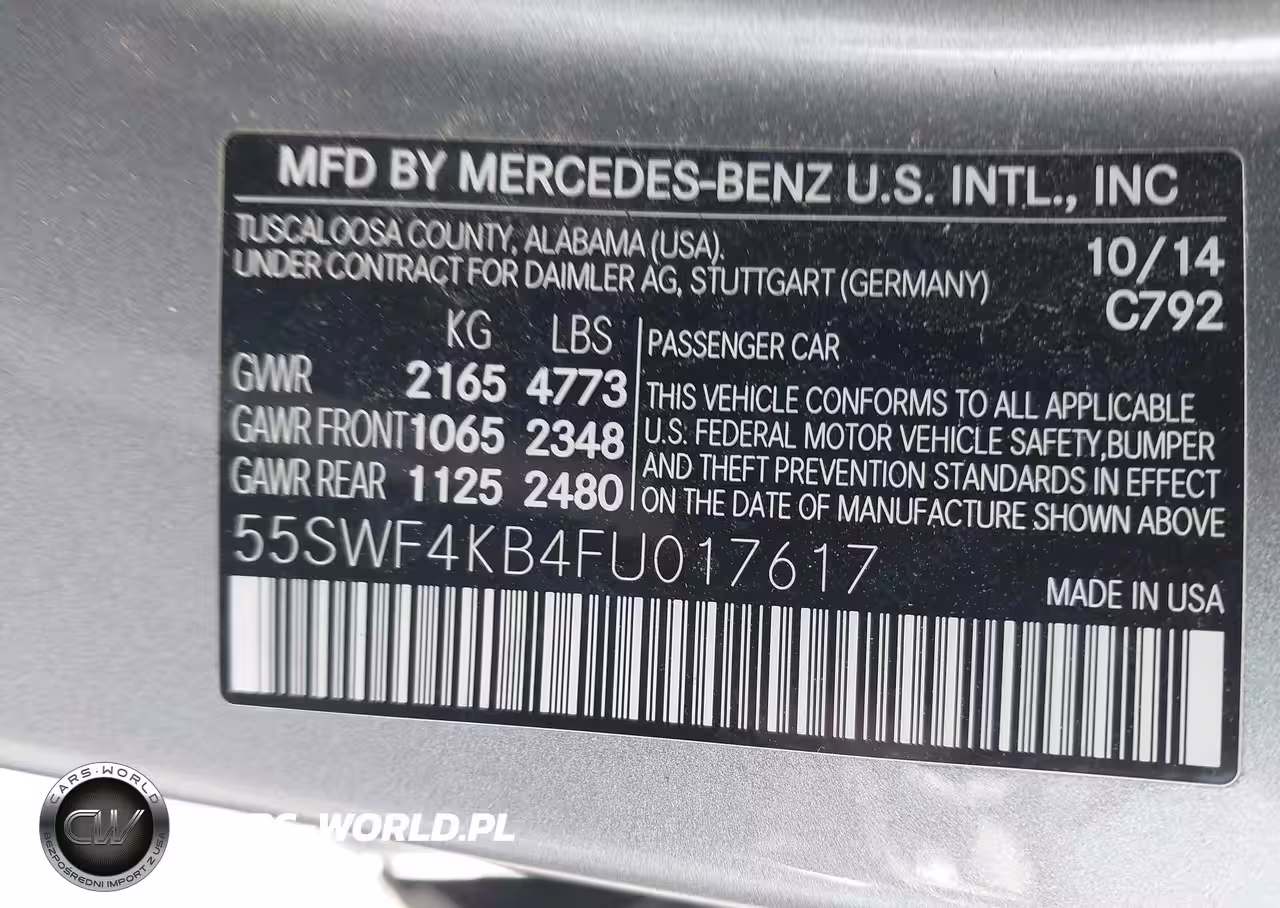 MFD BY MERCEDES-BENZ U.S. INTL., INC
TUSCALOOSA COUNTY, ALABAMA (USA).
UNDER CONTRACT FOR DAIMLER AG, STUTTGART (GERMANY)
10/14
C792
KG LBS
GVWR 2165 4773
GAWR FRONT 1065 2348
GAWR REAR 1125 2480
PASSENGER CAR
THIS VEHICLE CONFORMS TO ALL APPLICABLE
U.S. FEDERAL MOTOR VEHICLE SAFETY,BUMPER
AND THEFT PREVENTION STANDARDS IN EFFECT
ON THE DATE OF MANUFACTURE SHOWN ABOVE
55SWF4KB4FU017617
MADE IN USA
CARS-WORLD
CW
BEZPOŚREDNI IMPORT Z USA
WORLD.PL